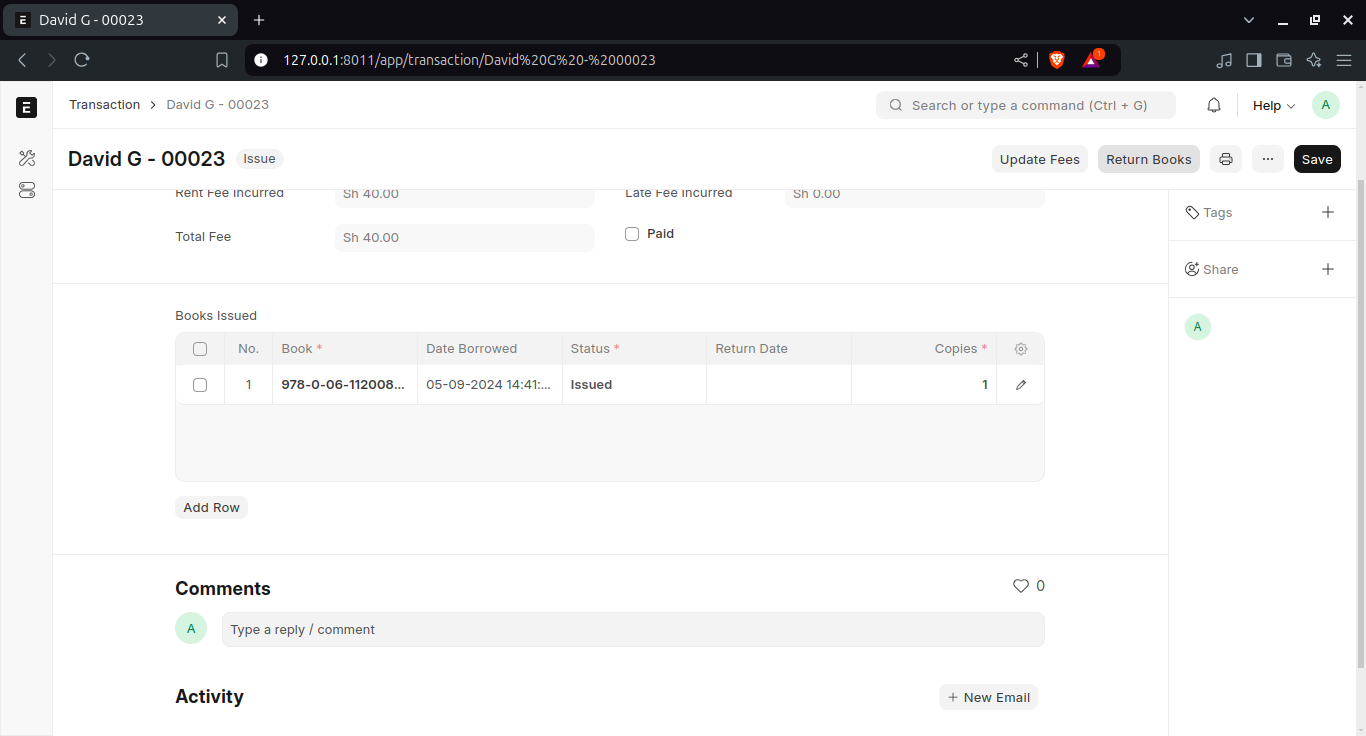 E David G - 00023
127.0.0.1:8011/app/transaction/David%20G%20-%2000023
1
E
Transaction > David G - 00023
Search or type a command (Ctrl + G)
Help
A
David G - 00023 Issue
Update Fees
Return Books
Save
Rent Fee Incurred Sh 40.00
Late Fee Incurred Sh 0.00
Total Fee Sh 40.00
Paid
Tags
Share
A
Books Issued
No. Book * Date Borrowed Status * Return Date Copies *
1 978-0-06-112008... 05-09-2024 14:41:... Issued 1
Add Row
Comments
0
A Type a reply / comment
Activity
+ New Email